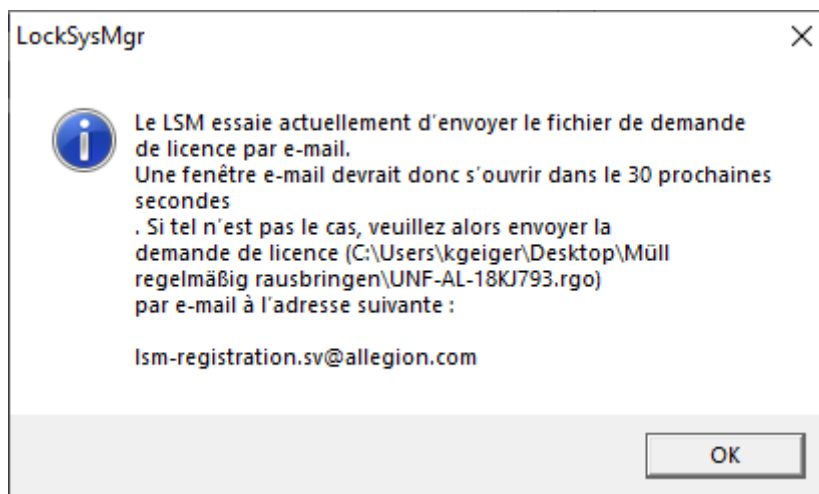 LockSysMgr
Le LSM essaie actuellement d'envoyer le fichier de demande
de licence par e-mail.
Une fenêtre e-mail devrait donc s'ouvrir dans le 30 prochaines
secondes
. Si tel n'est pas le cas, veuillez alors envoyer la
demande de licence (C:\Users\kgeiger\Desktop\Müll
regelmäßig rausbringen\UNF-AL-18KJ793.rgo)
par e-mail à l'adresse suivante :
lsm-registration.sv@allegion.com
OK